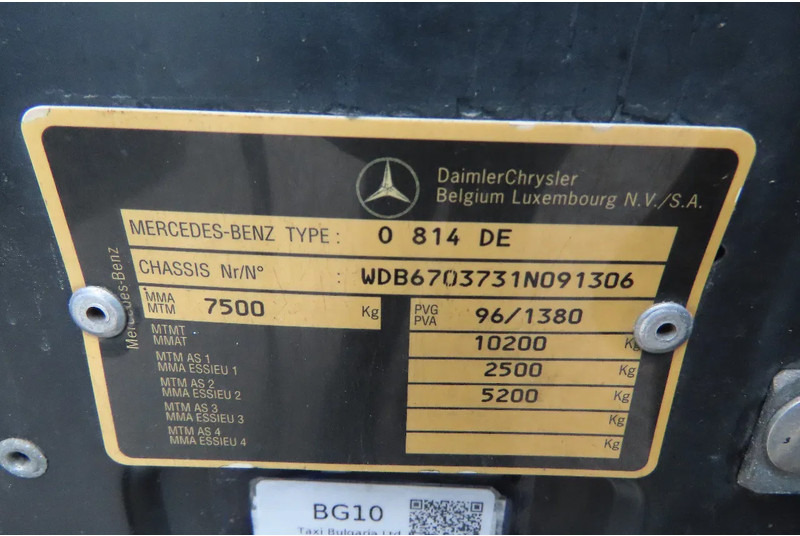 DaimlerChrysler
Belgium Luxembourg N.V./S.A.
Mercedes-Benz
MERCEDES-BENZ TYPE: O 814 DE
CHASSIS Nr/N° : WDB6703731N091306
MMA
MTM 7500 Kg
PVG
PVA 96/1380
MTMT
MMAT 10200 Kg
MTM AS 1
MMA ESSIEU 1 2500 Kg
MTM AS 2
MMA ESSIEU 2 5200 Kg
MTM AS 3
MMA ESSIEU 3 Kg
MTM AS 4
MMA ESSIEU 4 Kg
BG10
Taxi Bulgaria Ltd